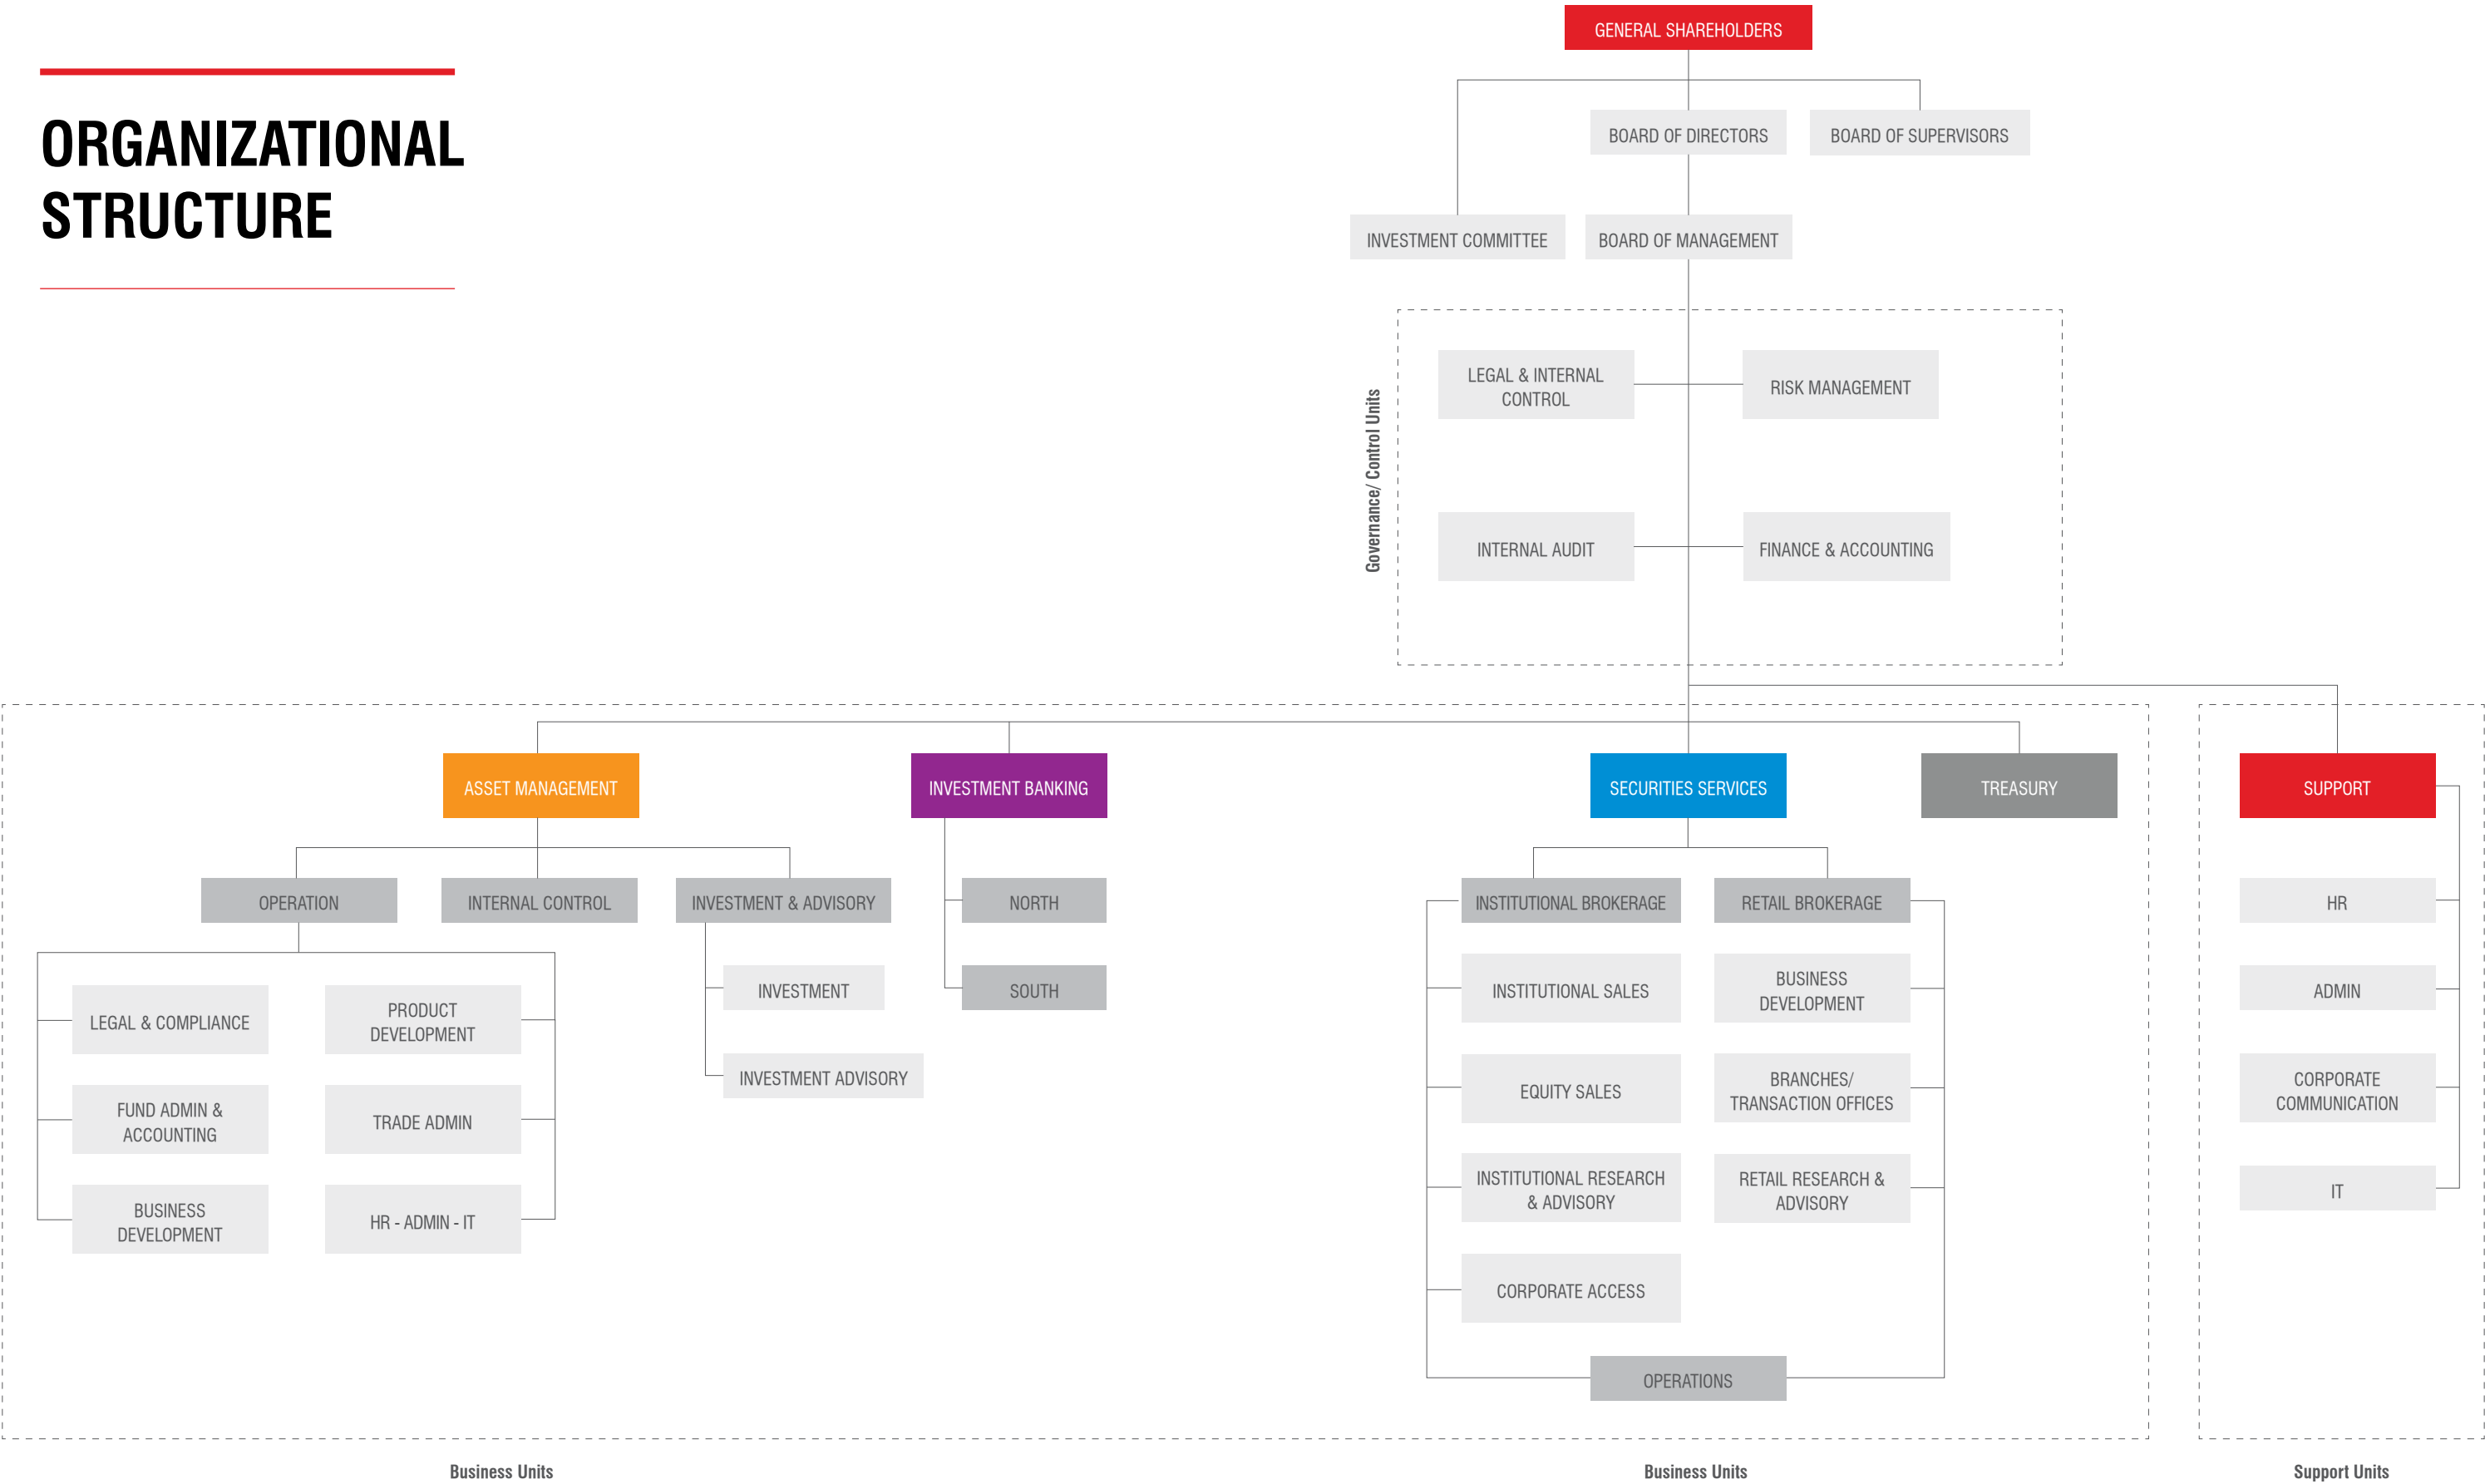 GENERAL SHAREHOLDERS
ORGANIZATIONAL
STRUCTURE
BOARD OF DIRECTORS
BOARD OF SUPERVISORS
INVESTMENT COMMITTEE
BOARD OF MANAGEMENT
Governance/ Control Units
LEGAL & INTERNAL
CONTROL
RISK MANAGEMENT
INTERNAL AUDIT
FINANCE & ACCOUNTING
ASSET MANAGEMENT
INVESTMENT BANKING
SECURITIES SERVICES
TREASURY
SUPPORT
OPERATION
INTERNAL CONTROL
INVESTMENT & ADVISORY
LEGAL & COMPLIANCE
FUND ADMIN &
ACCOUNTING
BUSINESS
DEVELOPMENT
PRODUCT
DEVELOPMENT
TRADE ADMIN
HR - ADMIN - IT
INVESTMENT
INVESTMENT ADVISORY
NORTH
SOUTH
INSTITUTIONAL BROKERAGE
INSTITUTIONAL SALES
EQUITY SALES
INSTITUTIONAL RESEARCH
& ADVISORY
CORPORATE ACCESS
RETAIL BROKERAGE
BUSINESS
DEVELOPMENT
BRANCHES/
TRANSACTION OFFICES
RETAIL RESEARCH &
ADVISORY
OPERATIONS
HR
ADMIN
CORPORATE
COMMUNICATION
IT
Business Units
Business Units
Support Units